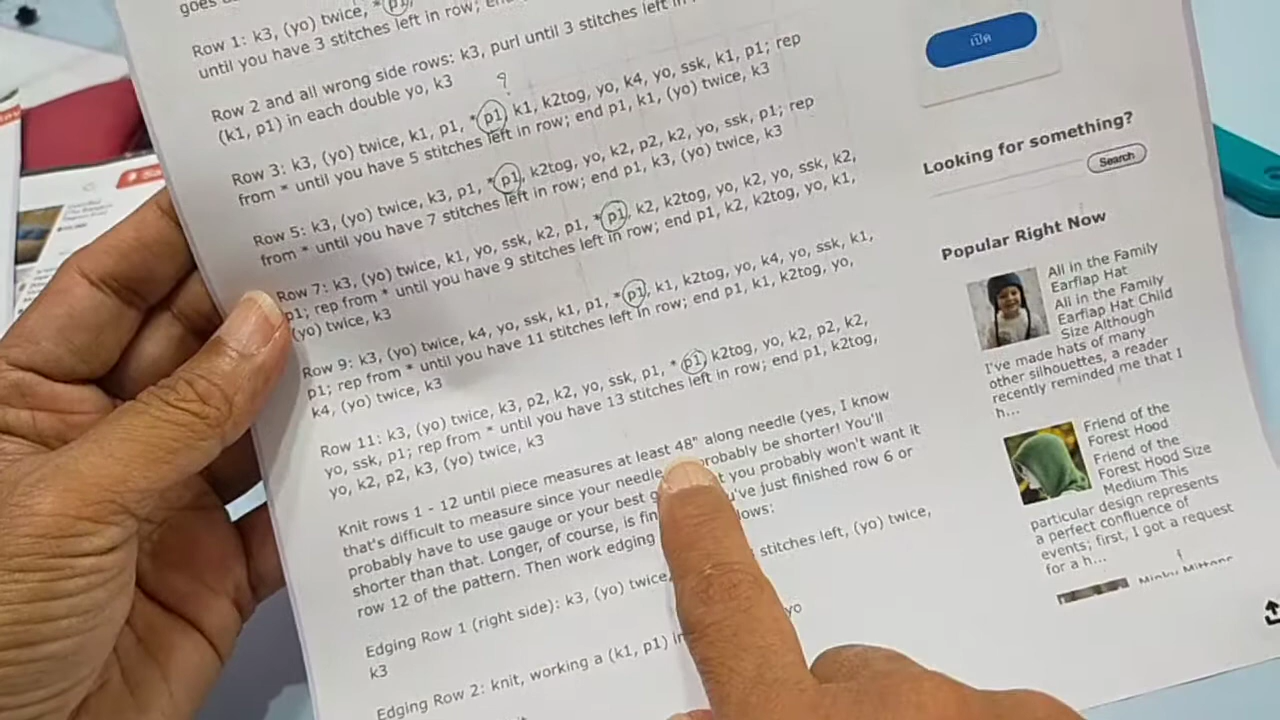 goes
Row 1: k3, (yo) twice, *(p1,
until you have 3 stitches left in row; end
Row 2 and all wrong side rows: k3, purl until 3 stitches left in
(k1, p1) in each double yo, k3
9
Row 3: k3, (yo) twice, k1, p1, *p1, k1, k2tog, yo, k4, yo, ssk, k1, p1; rep
from * until you have 5 stitches left in row; end p1, k1, (yo) twice, k3
Row 5: k3, (yo) twice, k3, p1, *p1, k2tog, yo, k2, p2, k2, yo, ssk, p1; rep
from * until you have 7 stitches left in row; end p1, k3, (yo) twice, k3
Row 7: k3, (yo) twice, k1, yo, ssk, k2, p1, *p1, k2, k2tog, yo, k2, yo, ssk, k2,
p1; rep from * until you have 9 stitches left in row; end p1, k2, k2tog, yo, k1,
(yo) twice, k3
Row 9: k3, (yo) twice, k4, yo, ssk, k1, p1, *p1, k1, k2tog, yo, k4, yo, ssk, k1,
p1; rep from * until you have 11 stitches left in row; end p1, k1, k2tog, yo,
k4, (yo) twice, k3
Row 11: k3, (yo) twice, k3, p2, k2, yo, ssk, p1, * p1, k2tog, yo, k2, p2, k2,
yo, ssk, p1; rep from * until you have 13 stitches left in row; end p1, k2tog,
yo, k2, p2, k3, (yo) twice, k3
Knit rows 1 - 12 until piece measures at least 48" along needle (yes, I know
that's difficult to measure since your needle probably be shorter! You'll
probably have to use gauge or your best you probably won't want it
shorter than that. Longer, of course, is fin you've just finished row 6 or
row 12 of the pattern. Then work edging
Edging Row 1 (right side): k3, (yo) twice, stitches left, (yo) twice,
k3
Edging Row 2: knit, working a (k1, p1) in yo
เปิด
Looking for something?
Search
Popular Right Now
All in the Family
Earflap Hat
All in the Family
Earflap Hat Child
Size Although
I've made hats of many
other silhouettes, a reader
recently reminded me that I
h...
Friend of the
Forest Hood
Friend of the
Forest Hood Size
Medium This
particular design represents
a perfect confluence of
events; first, I got a request
for a h...
Minky Mittens